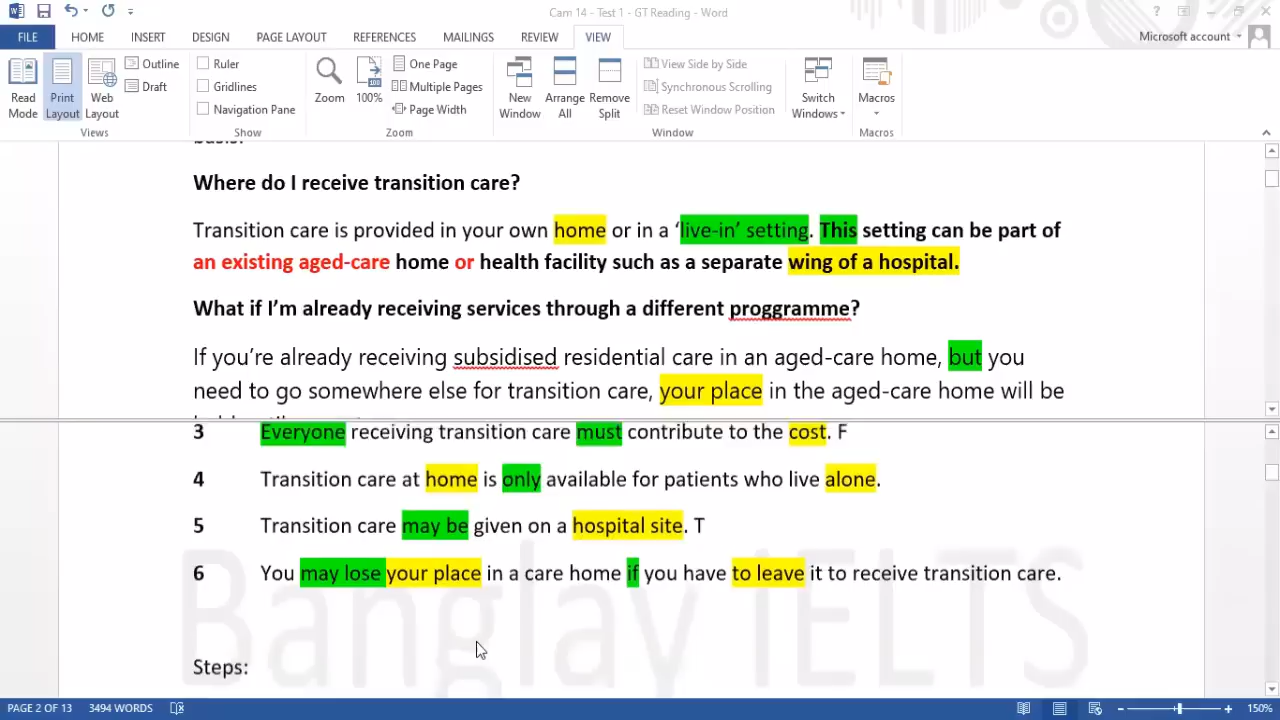 Cam 14 - Test 1 - GT Reading - Word
FILE HOME INSERT DESIGN PAGE LAYOUT REFERENCES MAILINGS REVIEW VIEW Microsoft account
Read Mode
Print Layout
Web Layout
Outline
Draft
Views
Ruler
Gridlines
Navigation Pane
Show
Zoom
100%
One Page
Multiple Pages
Page Width
Zoom
New Window
Arrange All
Remove Split
View Side by Side
Synchronous Scrolling
Reset Window Position
Switch Windows
Window
Macros
Macros
basis.
Where do I receive transition care?
Transition care is provided in your own home or in a ‘live-in’ setting. This setting can be part of
an existing aged-care home or health facility such as a separate wing of a hospital.
What if I’m already receiving services through a different proggramme?
If you’re already receiving subsidised residential care in an aged-care home, but you
need to go somewhere else for transition care, your place in the aged-care home will be
3 Everyone receiving transition care must contribute to the cost. F
4 Transition care at home is only available for patients who live alone.
5 Transition care may be given on a hospital site. T
6 You may lose your place in a care home if you have to leave it to receive transition care.
Banglay IELTS
Steps:
PAGE 2 OF 13 3494 WORDS 150%